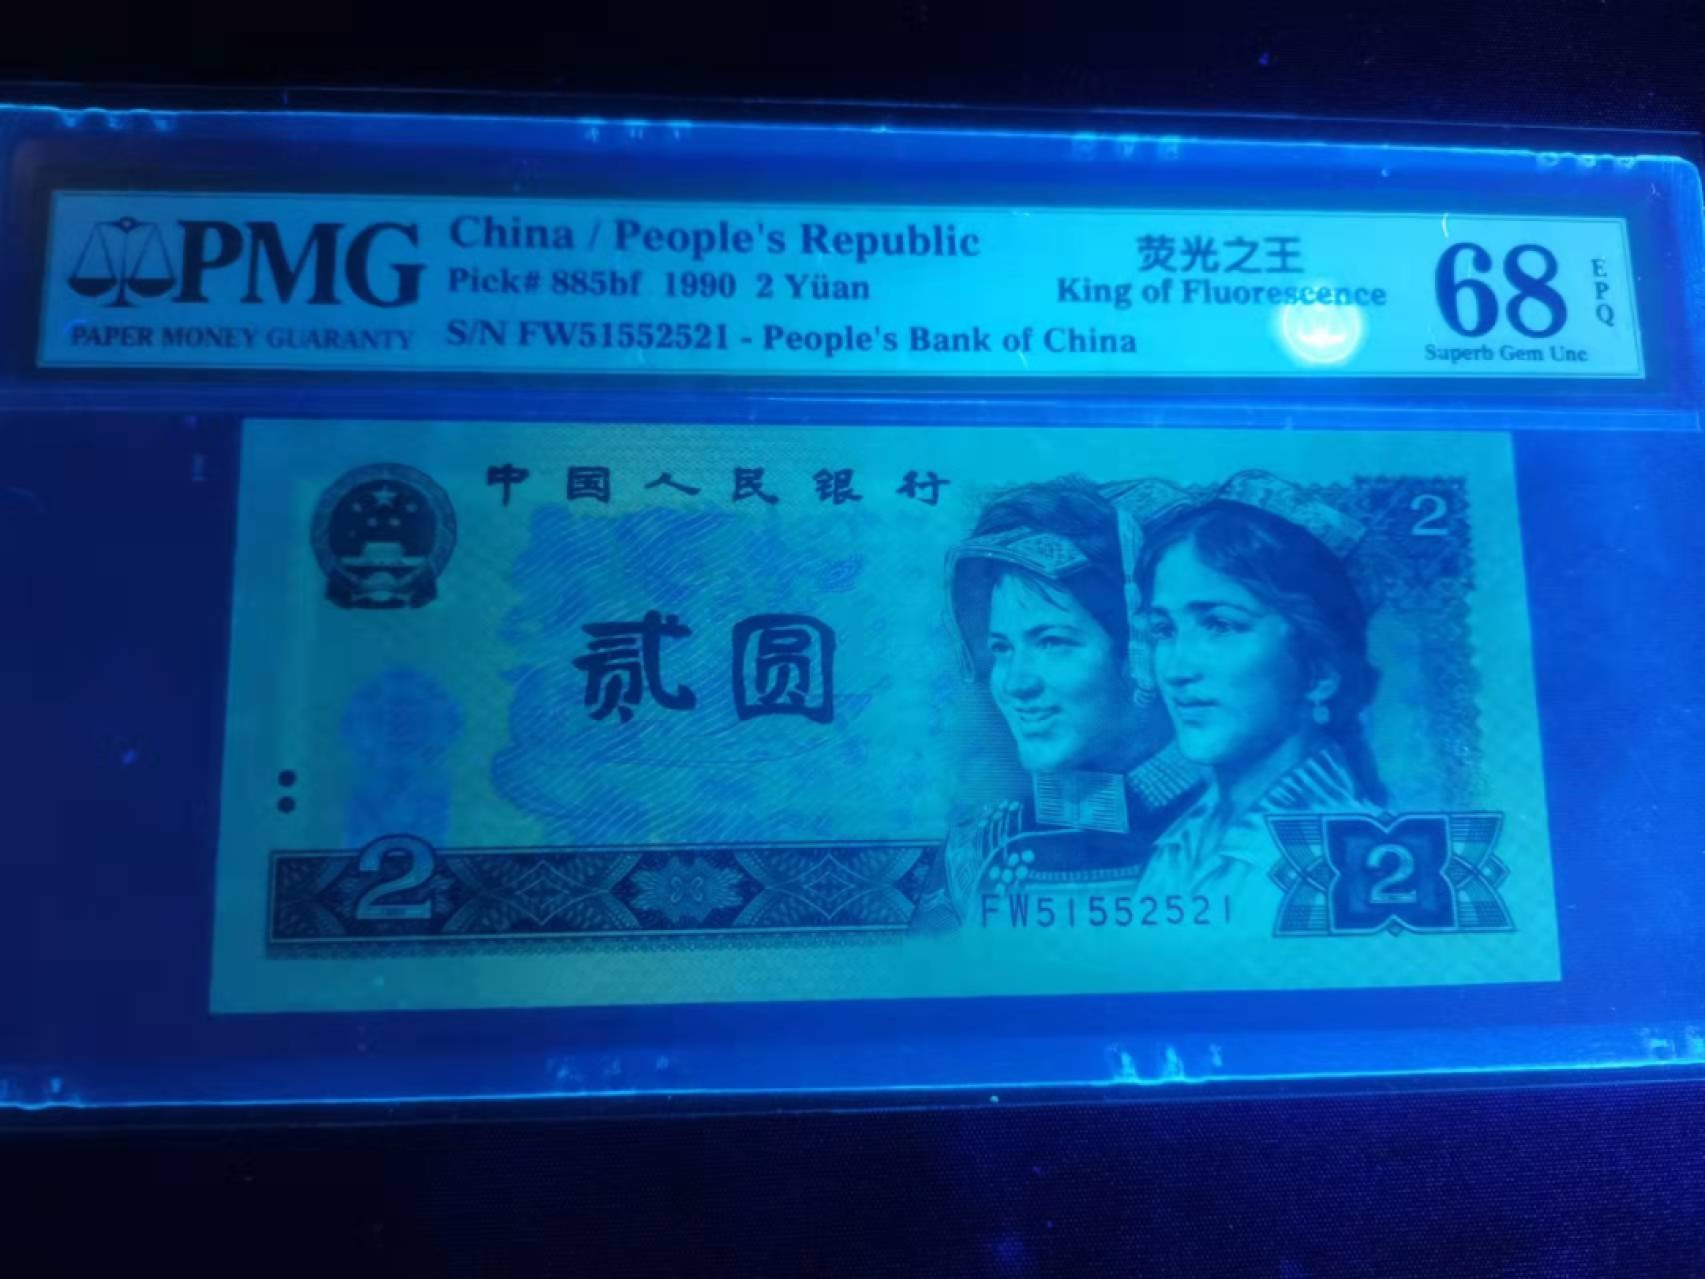 PMG
PAPER MONEY GUARANTY
China / People's Republic
Pick# 885bf 1990 2 Yüan
S/N FW51552521 - People's Bank of China
荧光之王
King of Fluorescence
68
EPQ
Superb Gem Unc
中国人民银行
2
贰圆
2
FW51552521
2